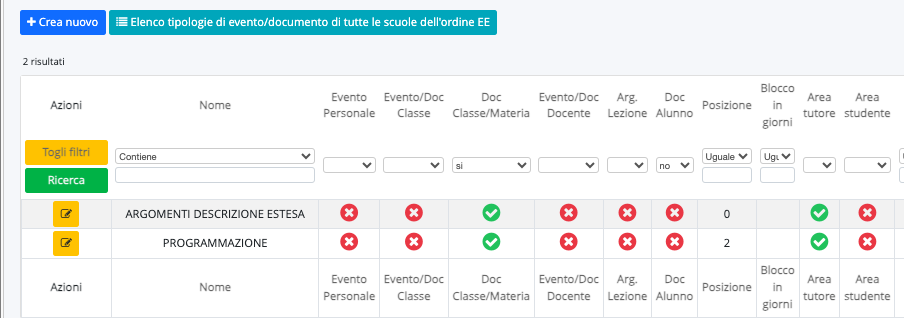 Crea nuovo
Elenco tipologie di evento/documento di tutte le scuole dell'ordine EE
2 risultati
Azioni Nome Evento Personale Evento/Doc Classe Doc Classe/Materia Evento/Doc Docente Arg. Lezione Doc Alunno Posizione Blocco in giorni Area tutore Area studente
Togli filtri Contiene si no Uguale
Ricerca
ARGOMENTI DESCRIZIONE ESTESA 0
PROGRAMMAZIONE 2
Azioni Nome Evento Personale Evento/Doc Classe Doc Classe/Materia Evento/Doc Docente Arg. Lezione Doc Alunno Posizione Blocco in giorni Area tutore Area studente